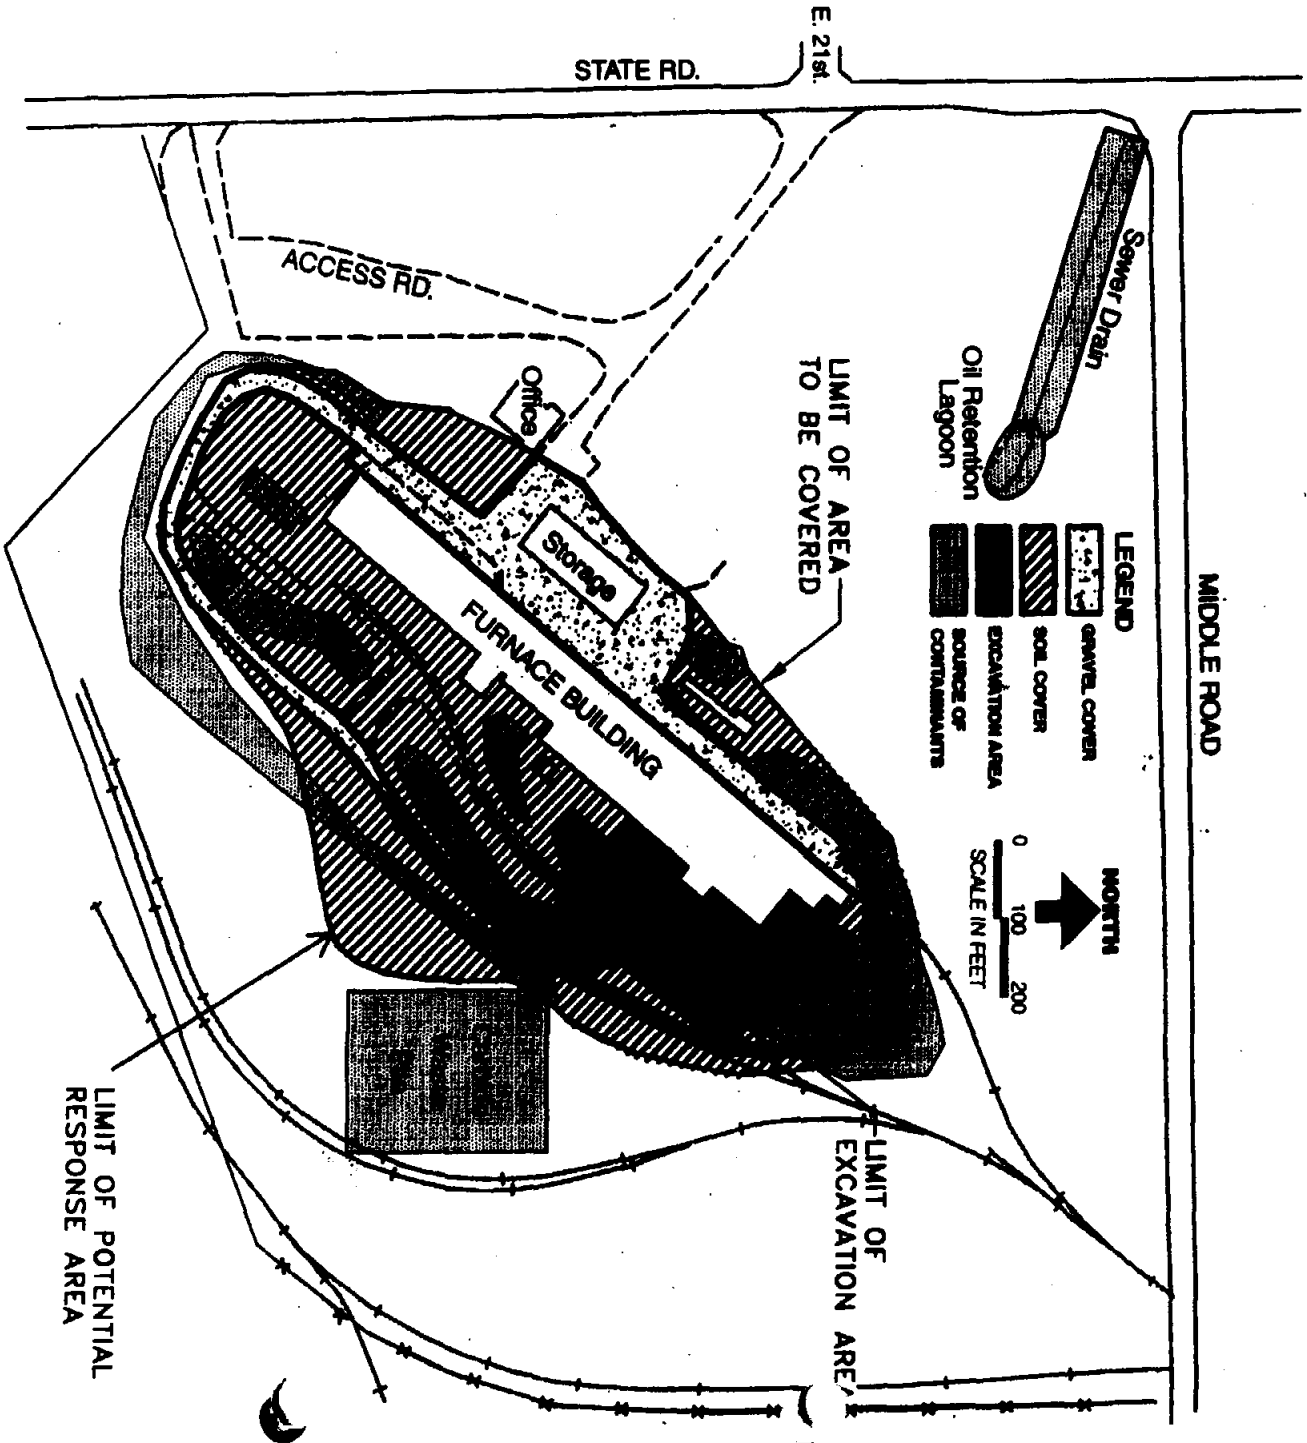 E. 21st.
STATE RD.
MIDDLE ROAD
Sewer Drain
Oil Retention
Lagoon
ACCESS RD.
LIMIT OF AREA
TO BE COVERED
Office
Storage
FURNACE BUILDING
LEGEND
GRAVEL COVER
SOIL COVER
EXCAVATION AREA
SOURCE OF
CONTAMINANTS
NORTH
0 100 200
SCALE IN FEET
LIMIT OF
EXCAVATION AREA
LIMIT OF POTENTIAL
RESPONSE AREA